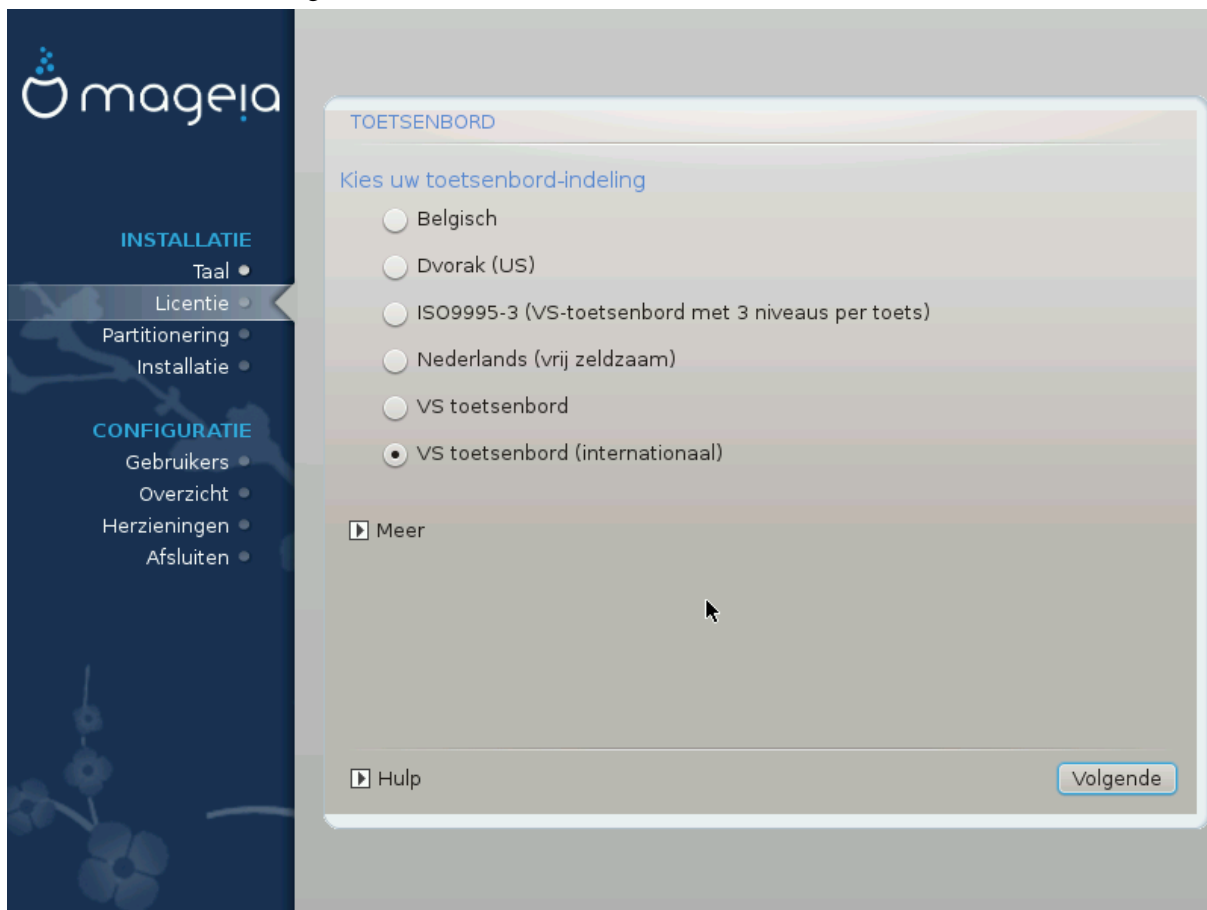 mageia
INSTALLATIE
Taal
Licentie
Partitionering
Installatie
CONFIGURATIE
Gebruikers
Overzicht
Herzieningen
Afsluiten
TOETSENBORD
Kies uw toetsenbord-indeling
Belgisch
Dvorak (US)
ISO9995-3 (VS-toetsenbord met 3 niveaus per toets)
Nederlands (vrij zeldzaam)
VS toetsenbord
VS toetsenbord (internationaal)
Meer
Hulp
Volgende